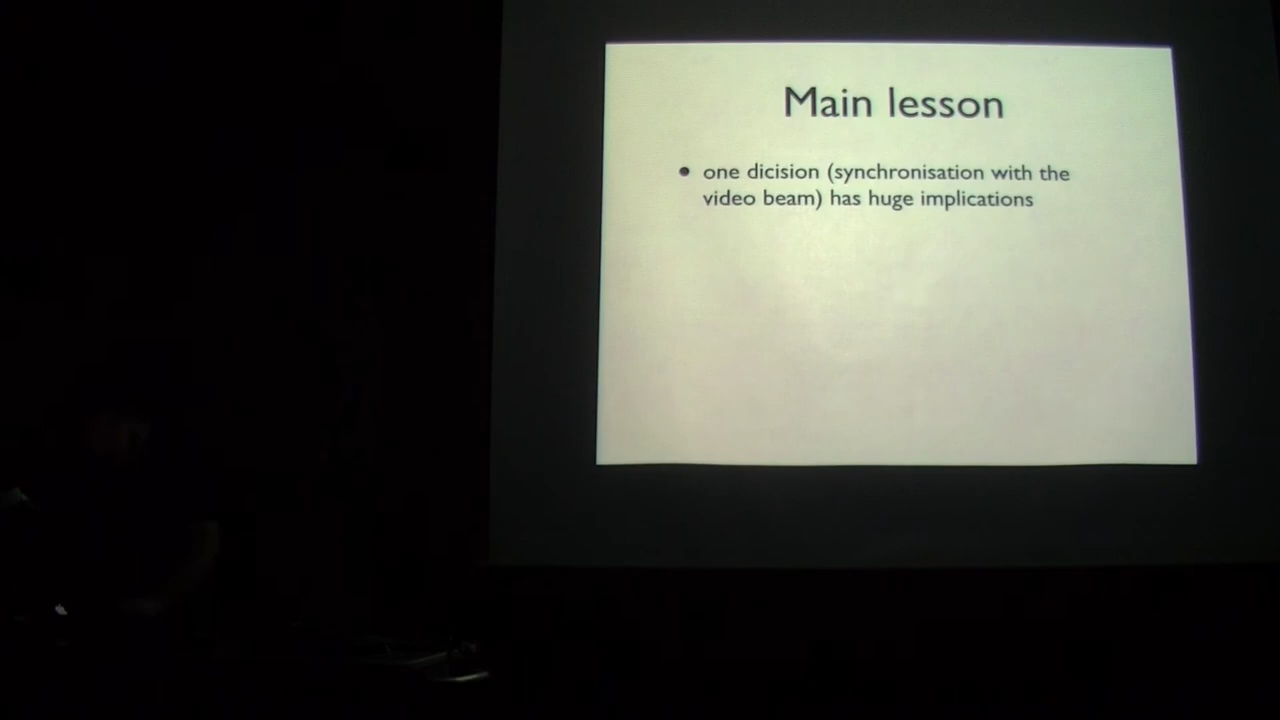 Main lesson
• one dicision (synchronisation with the
video beam) has huge implications